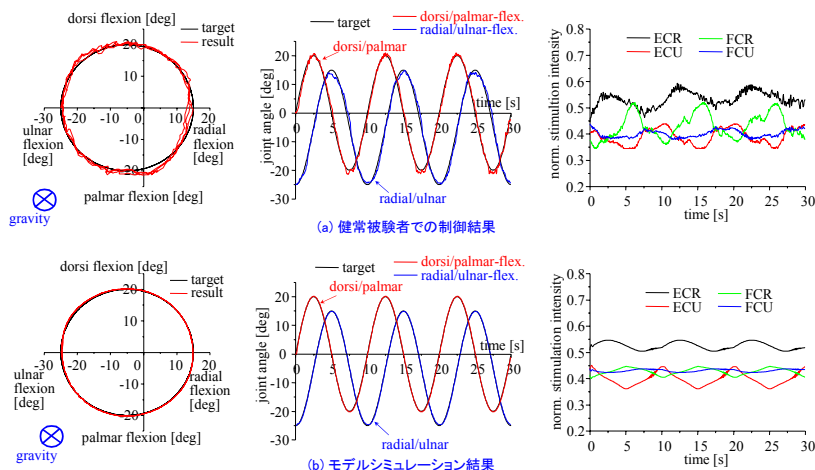 dorsi flexion [deg]
target
result
30
20
10
0
-10
-20
-30
-30 -20 -10 0 10 20
ulnar
flexion
[deg]
radial
flexion
[deg]
palmar flexion [deg]
gravity
target
dorsi/palmar-flex.
radial/ulnar-flex.
dorsi/palmar
time [s]
joint angle [deg]
30
20
10
0
-10
-20
-30
0 5 10 15 20 25 30
radial/ulnar
ECR FCR
ECU FCU
norm. stimultion intensity
0.8
0.7
0.6
0.5
0.4
0.3
0.2
0 5 10 15 20 25 30
time [s]
(a) 健常被験者での制御結果
dorsi flexion [deg]
target
result
30
20
10
0
-10
-20
-30
-30 -20 -10 0 10 20
ulnar
flexion
[deg]
radial
flexion
[deg]
palmar flexion [deg]
gravity
target
dorsi/palmar-flex.
radial/ulnar-flex.
dorsi/palmar
time [s]
joint angle [deg]
30
20
10
0
-10
-20
-30
0 5 10 15 20 25 30
radial/ulnar
ECR FCR
ECU FCU
norm. stimulation intensity
0.8
0.7
0.6
0.5
0.4
0.3
0.2
0 5 10 15 20 25 30
time [s]
(b) モデルシミュレーション結果